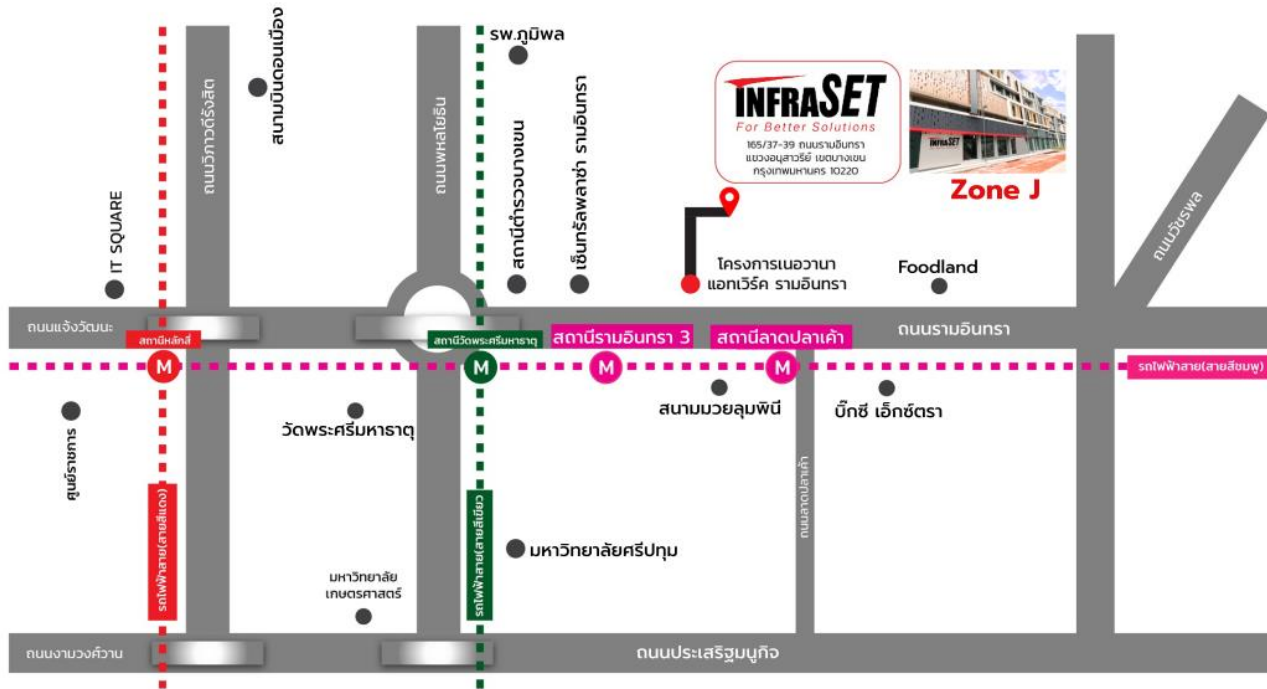 สถานบินดอนเมือง
รพ.ภูมิพล
ถนนวิภาวดีรังสิต
ถนนพหลโยธิน
INFRASET
For Better Solutions
165/37-39 ถนนรามอินทรา
แขวงอนุสาวรีย์ เขตบางเขน
กรุงเทพมหานคร 10220
INFRASET
Zone J
IT SQUARE
สถานีตำรวจบางเขน
เซ็นทรัลพลาซ่า รามอินทรา
โครงการเนอวานา
แอทเวิร์ค รามอินทรา
Foodland
ถนนวัชรพล
ถนนแจ้งวัฒนะ
สถานีหลักสี่
M
สถานีวัดพระศรีมหาธาตุ
M
สถานีรามอินทรา 3
M
สถานีลาดปลาเค้า
M
ถนนรามอินทรา
รถไฟฟ้าสาย(สายสีชมพู)
ศูนย์ราชการ
วัดพระศรีมหาธาตุ
สนามมวยลุมพินี
บิ๊กซี เอ็กซ์ตรา
ถนนลาดปลาเค้า
รถไฟฟ้าสาย(สายสีแดง)
รถไฟฟ้าสาย(สายสีเขียว)
มหาวิทยาลัยศรีปทุม
มหาวิทยาลัย
เกษตรศาสตร์
ถนนงามวงศ์วาน
ถนนประเสริฐมนูกิจ